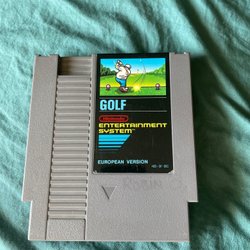 GOLF
Nintendo
ENTERTAINMENT
SYSTEM
EUROPEAN VERSION